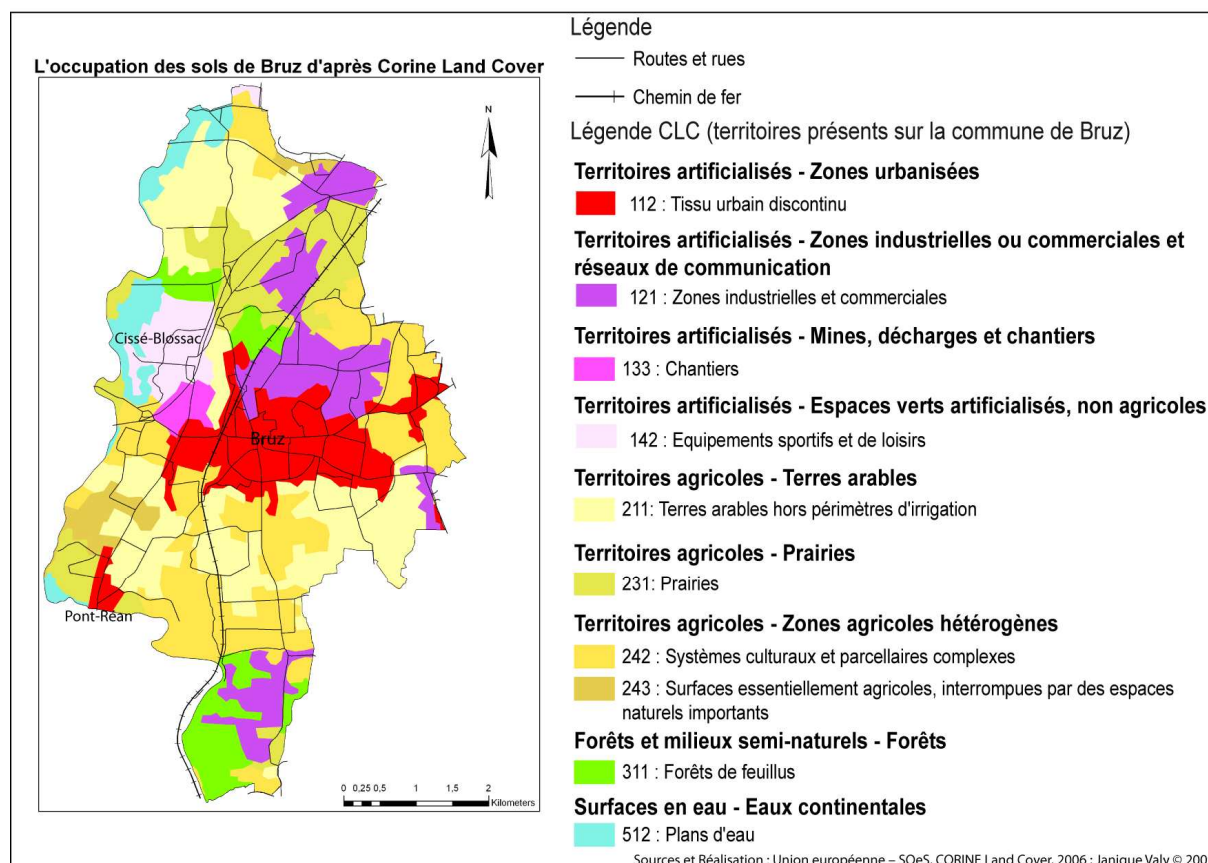 L'occupation des sols de Bruz d'après Corine Land Cover
N
Cissé-Blossac
Bruz
Pont-Réan
0 0,25 0,5 1 1,5 2
Kilometers
Légende
Routes et rues
Chemin de fer
Légende CLC (territoires présents sur la commune de Bruz)
Territoires artificialisés - Zones urbanisées
112 : Tissu urbain discontinu
Territoires artificialisés - Zones industrielles ou commerciales et
réseaux de communication
121 : Zones industrielles et commerciales
Territoires artificialisés - Mines, décharges et chantiers
133 : Chantiers
Territoires artificialisés - Espaces verts artificialisés, non agricoles
142 : Equipements sportifs et de loisirs
Territoires agricoles - Terres arables
211: Terres arables hors périmètres d'irrigation
Territoires agricoles - Prairies
231: Prairies
Territoires agricoles - Zones agricoles hétérogènes
242 : Systèmes culturaux et parcellaires complexes
243 : Surfaces essentiellement agricoles, interrompues par des espaces
naturels importants
Forêts et milieux semi-naturels - Forêts
311 : Forêts de feuillus
Surfaces en eau - Eaux continentales
512 : Plans d'eau
Sources et Réalisation : Union européenne – SOeS, CORINE Land Cover, 2006 ; Janique Valy © 200